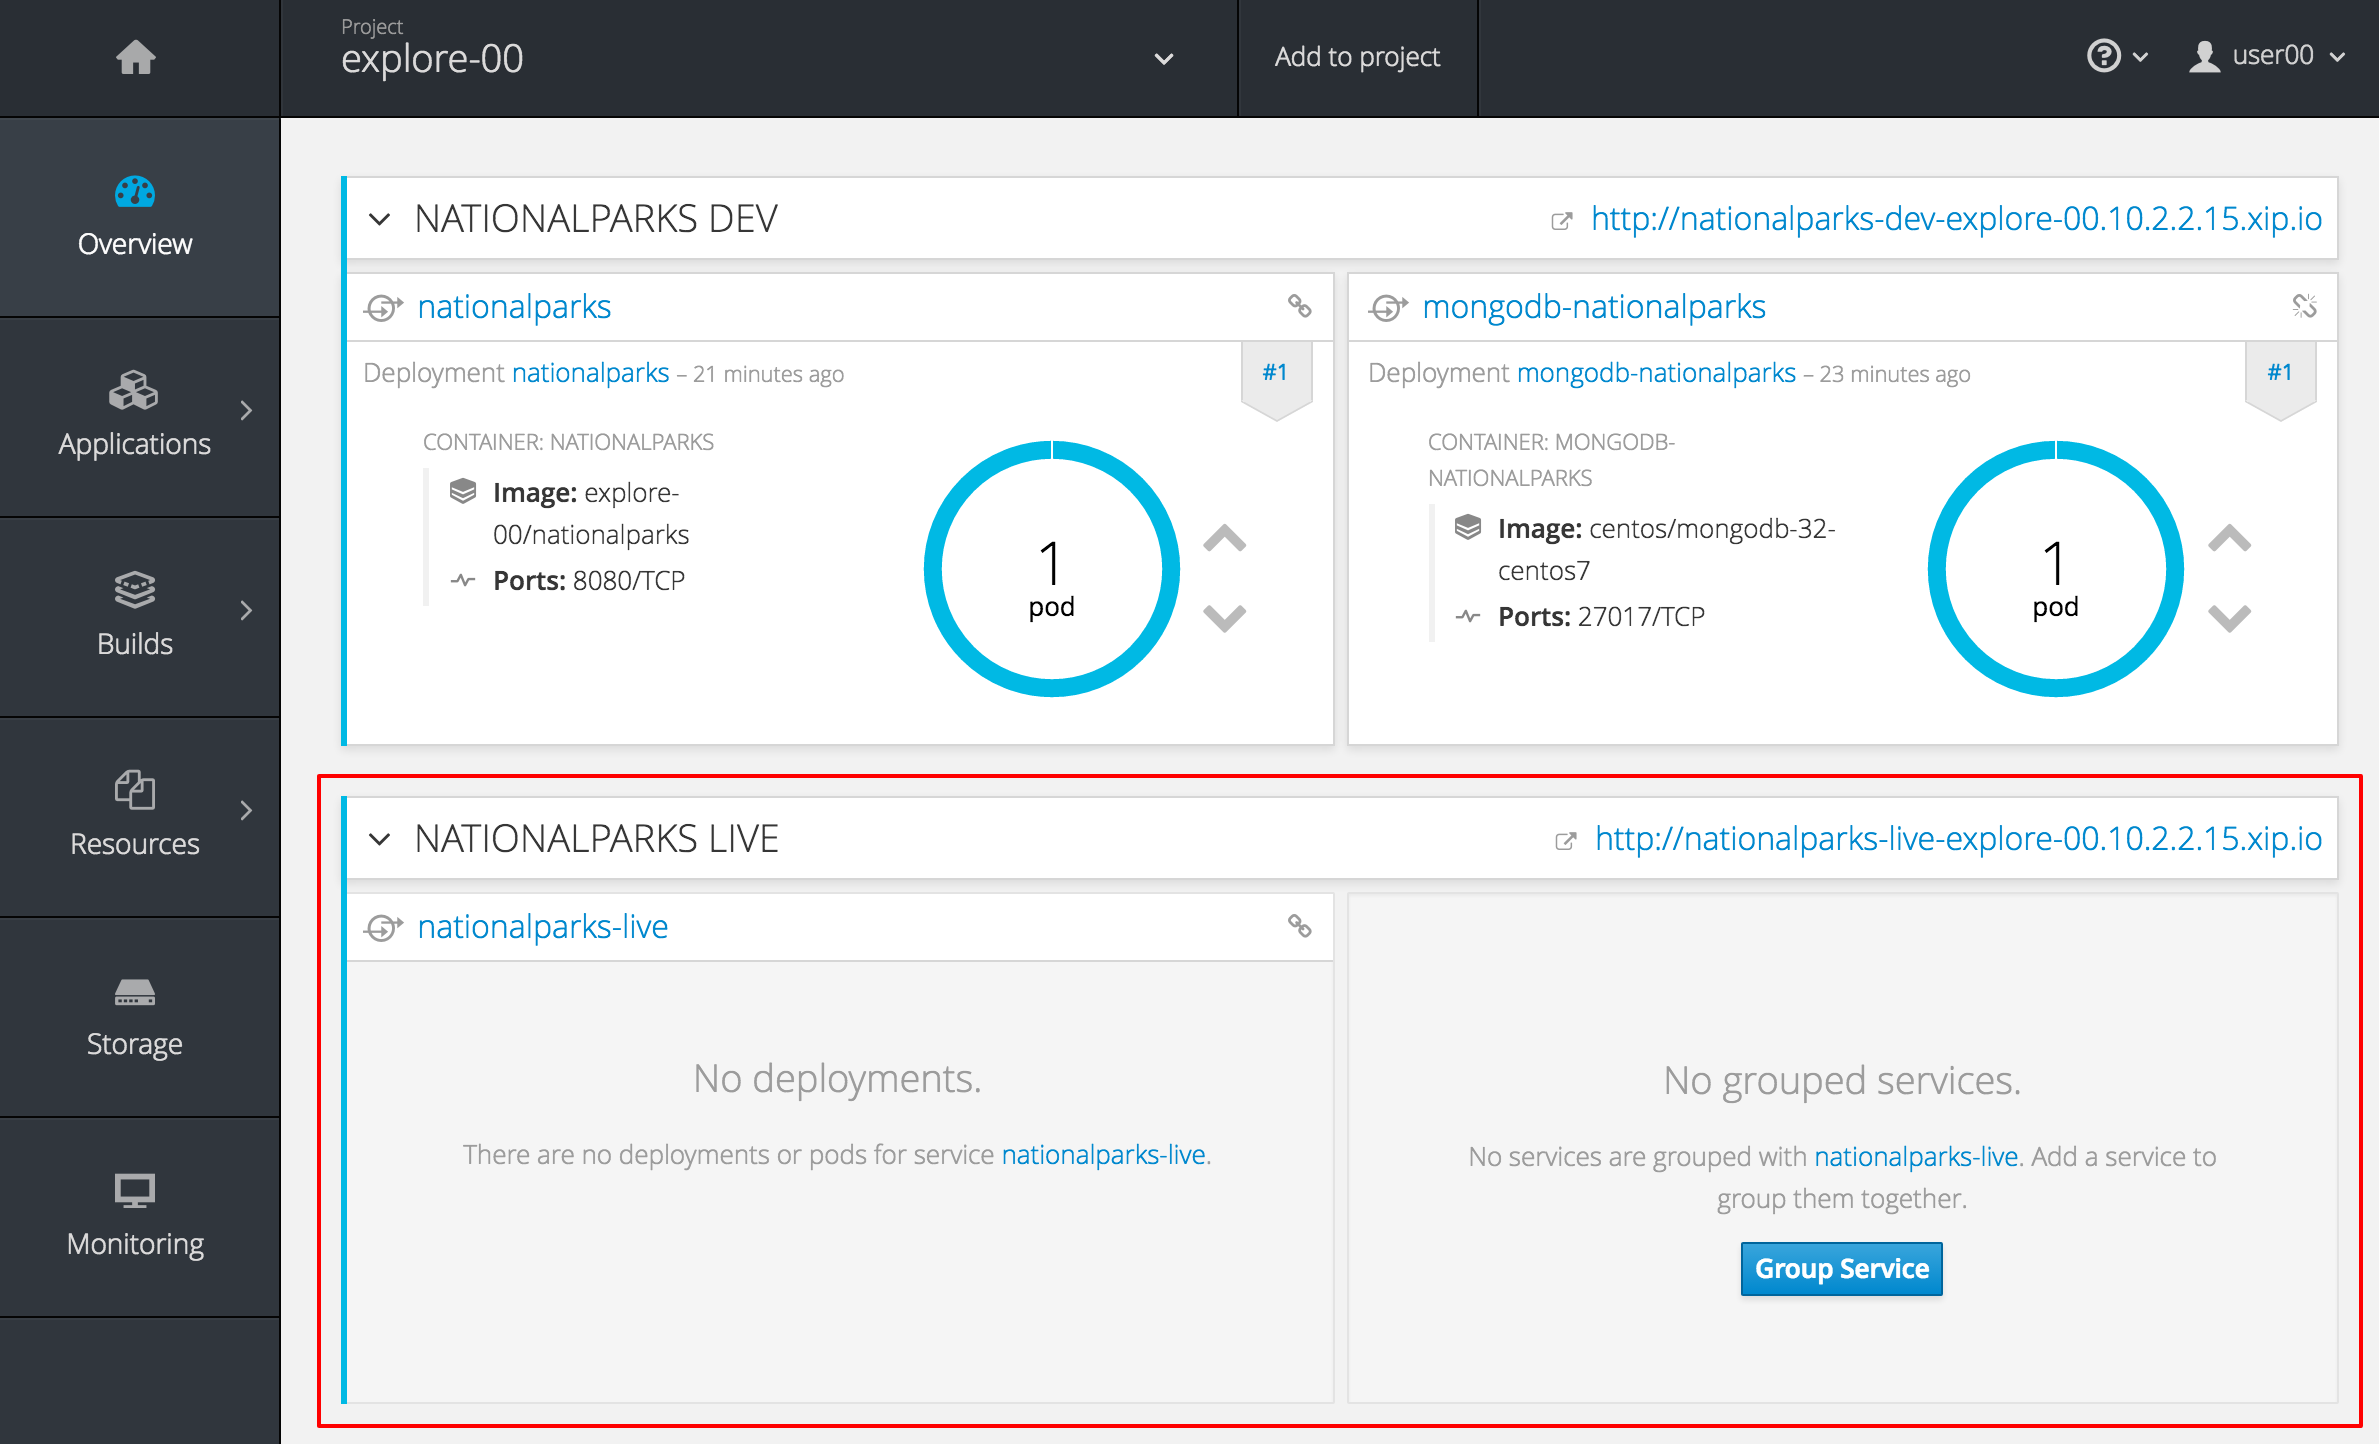 Project
explore-00
Add to project
user00
Overview
Applications
Builds
Resources
Storage
Monitoring
NATIONALPARKS DEV
http://nationalparks-dev-explore-00.10.2.2.15.xip.io
nationalparks
Deployment nationalparks – 21 minutes ago
#1
CONTAINER: NATIONALPARKS
Image: explore-
00/nationalparks
Ports: 8080/TCP
1
pod
mongodb-nationalparks
Deployment mongodb-nationalparks – 23 minutes ago
#1
CONTAINER: MONGODB-
NATIONALPARKS
Image: centos/mongodb-32-
centos7
Ports: 27017/TCP
1
pod
NATIONALPARKS LIVE
http://nationalparks-live-explore-00.10.2.2.15.xip.io
nationalparks-live
No deployments.
There are no deployments or pods for service nationalparks-live.
No grouped services.
No services are grouped with nationalparks-live. Add a service to
group them together.
Group Service